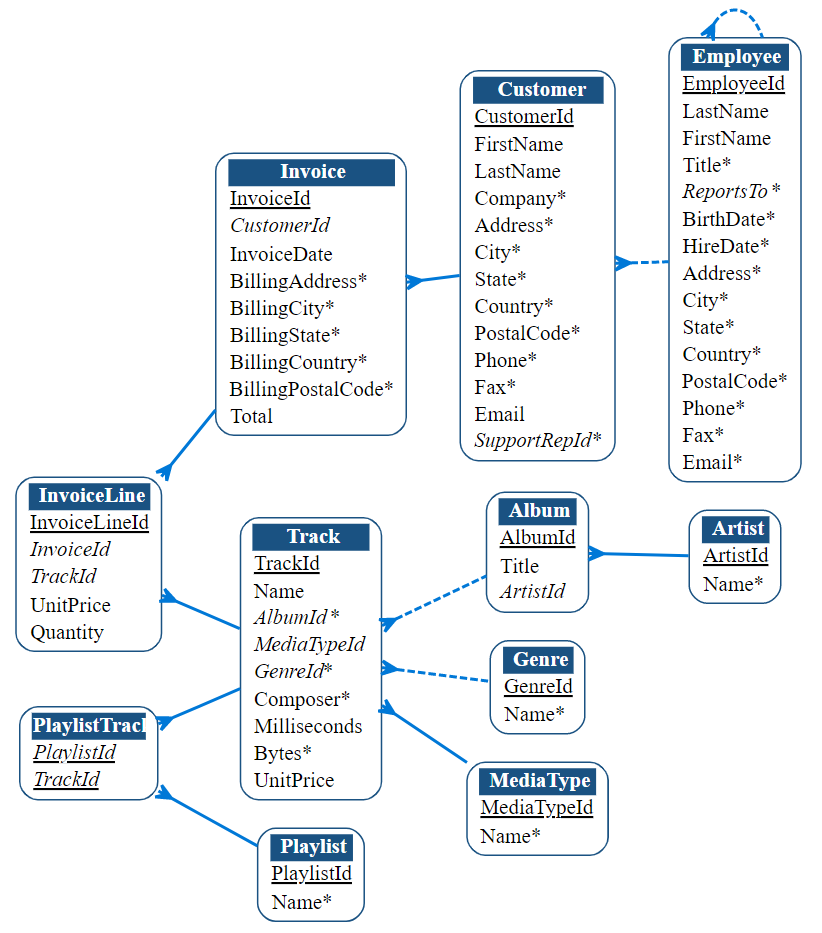 Employee
EmployeeId
LastName
FirstName
Title*
ReportsTo*
BirthDate*
HireDate*
Address*
City*
State*
Country*
PostalCode*
Phone*
Fax*
Email*
Customer
CustomerId
FirstName
LastName
Company*
Address*
City*
State*
Country*
PostalCode*
Phone*
Fax*
Email
SupportRepId*
Invoice
InvoiceId
CustomerId
InvoiceDate
BillingAddress*
BillingCity*
BillingState*
BillingCountry*
BillingPostalCode*
Total
InvoiceLine
InvoiceLineId
InvoiceId
TrackId
UnitPrice
Quantity
Track
TrackId
Name
AlbumId*
MediaTypeId
GenreId*
Composer*
Milliseconds
Bytes*
UnitPrice
Album
AlbumId
Title
ArtistId
Artist
ArtistId
Name*
Genre
GenreId
Name*
MediaType
MediaTypeId
Name*
PlaylistTrack
PlaylistId
TrackId
Playlist
PlaylistId
Name*